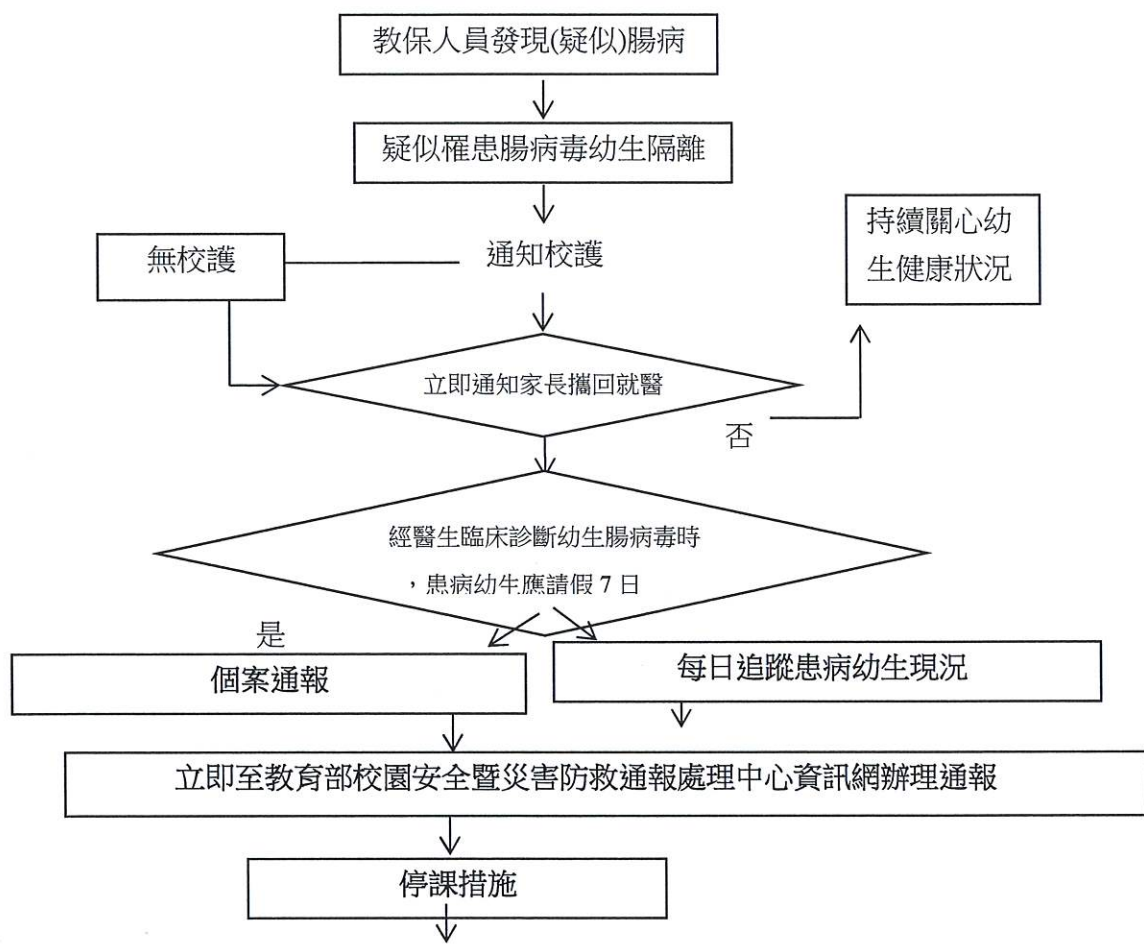 教保人員發現(疑似)腸病
疑似罹患腸病毒幼生隔離
通知校護
無校護
持續關心幼
生健康狀況
立即通知家長攜回就醫
否
經醫生臨床診斷幼生腸病毒時
，患病幼生應請假 7 日
是
個案通報
每日追蹤患病幼生現況
立即至教育部校園安全暨災害防救通報處理中心資訊網辦理通報
停課措施